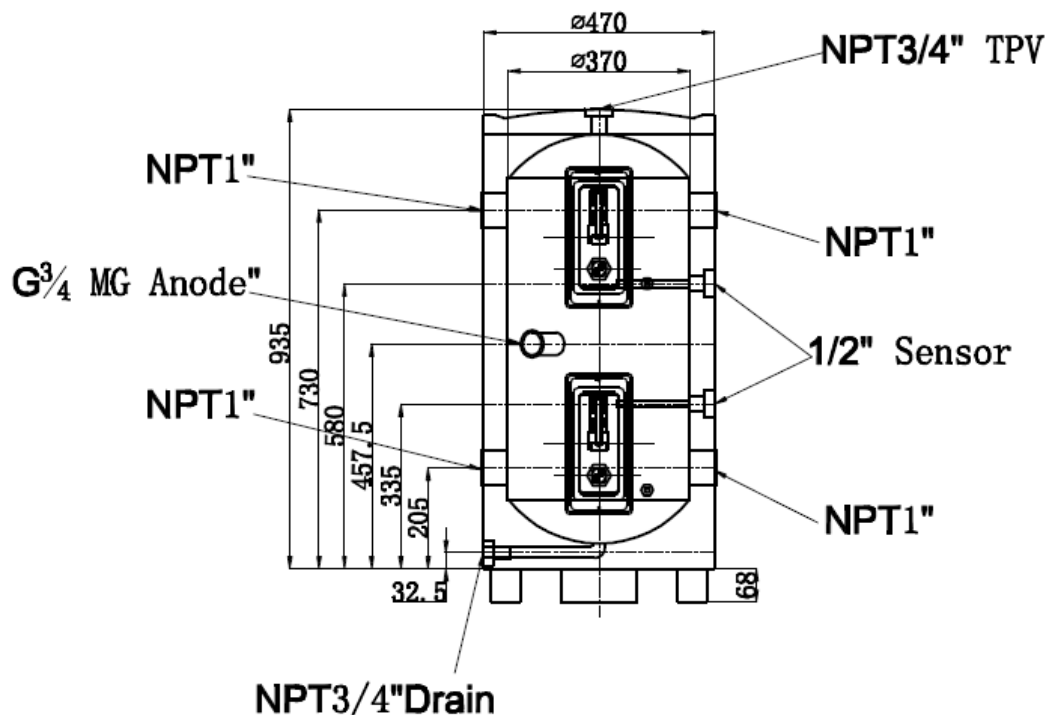 ø470
NPT3/4" TPV
ø370
NPT1"
NPT1"
G¾ MG Anode"
935
730
580
457.5
335
205
1/2" Sensor
NPT1"
NPT1"
32.5
68
NPT3/4"Drain